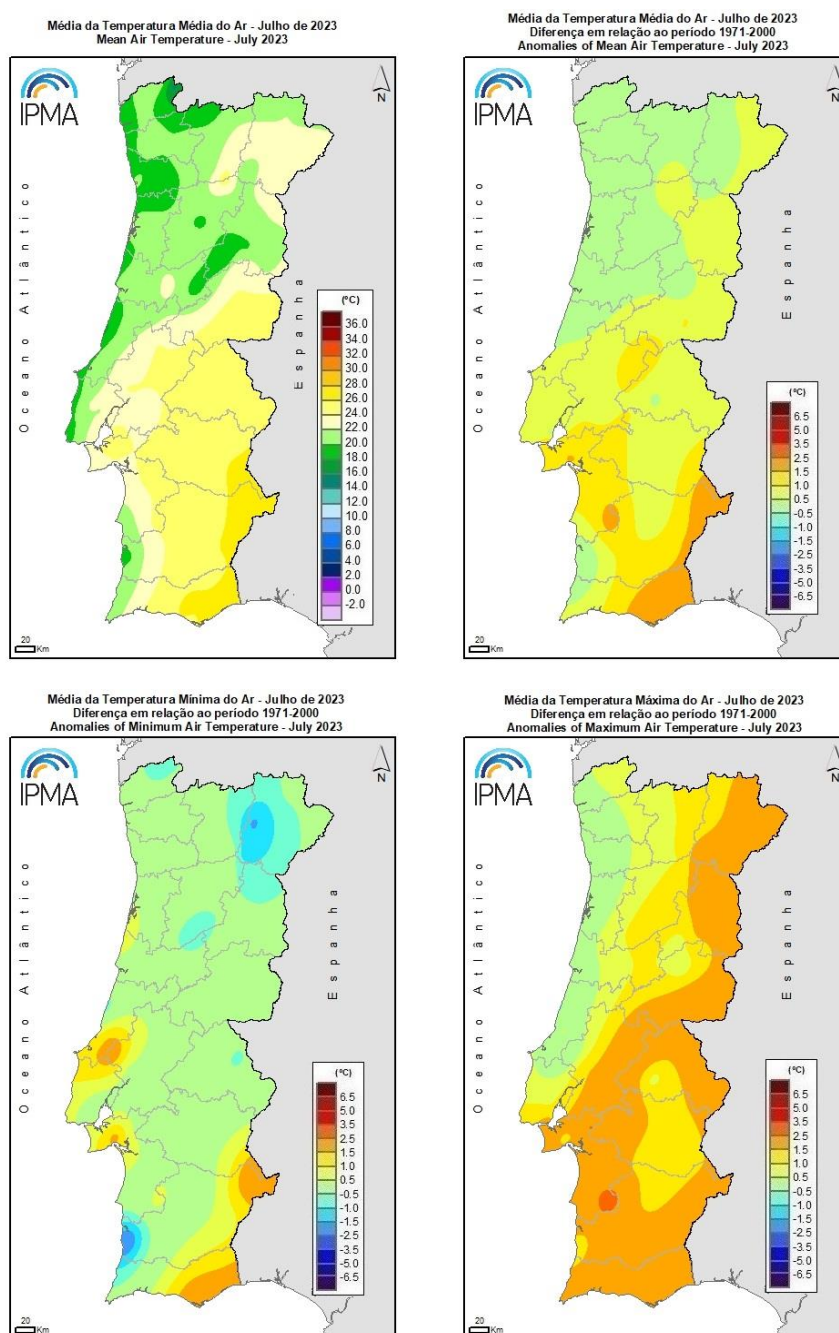 Média da Temperatura Média do Ar - Julho de 2023
Mean Air Temperature - July 2023
IPMA
N
Oceano Atlântico
Espanha
(ºC)
36.0
34.0
32.0
30.0
28.0
26.0
24.0
22.0
20.0
18.0
16.0
14.0
12.0
10.0
8.0
6.0
4.0
2.0
0.0
-2.0
20
Km
Média da Temperatura Média do Ar - Julho de 2023
Diferença em relação ao período 1971-2000
Anomalies of Mean Air Temperature - July 2023
IPMA
N
Oceano Atlântico
Espanha
(ºC)
6.5
5.0
3.5
2.5
1.5
1.0
0.5
-0.5
-1.0
-1.5
-2.5
-3.5
-5.0
-6.5
20
Km
Média da Temperatura Mínima do Ar - Julho de 2023
Diferença em relação ao período 1971-2000
Anomalies of Minimum Air Temperature - July 2023
IPMA
N
Oceano Atlântico
Espanha
(ºC)
6.5
5.0
3.5
2.5
1.5
1.0
0.5
-0.5
-1.0
-1.5
-2.5
-3.5
-5.0
-6.5
20
Km
Média da Temperatura Máxima do Ar - Julho de 2023
Diferença em relação ao período 1971-2000
Anomalies of Maximum Air Temperature - July 2023
IPMA
N
Oceano Atlântico
Espanha
(ºC)
6.5
5.0
3.5
2.5
1.5
1.0
0.5
-0.5
-1.0
-1.5
-2.5
-3.5
-5.0
-6.5
20
Km